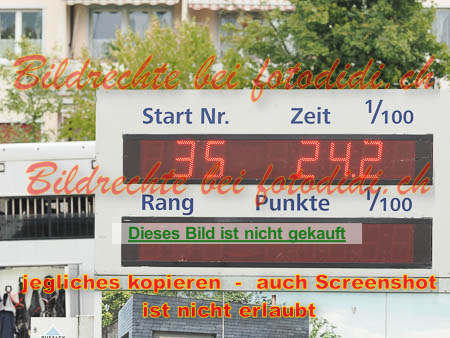 Bildrechte bei fotodidi.ch
Start Nr. Zeit 1/100
35 24.2
Bildrechte bei fotodidi.ch
Rang Punkte 1/100
Dieses Bild ist nicht gekauft
jegliches kopieren - auch Screenshot
ist nicht erlaubt